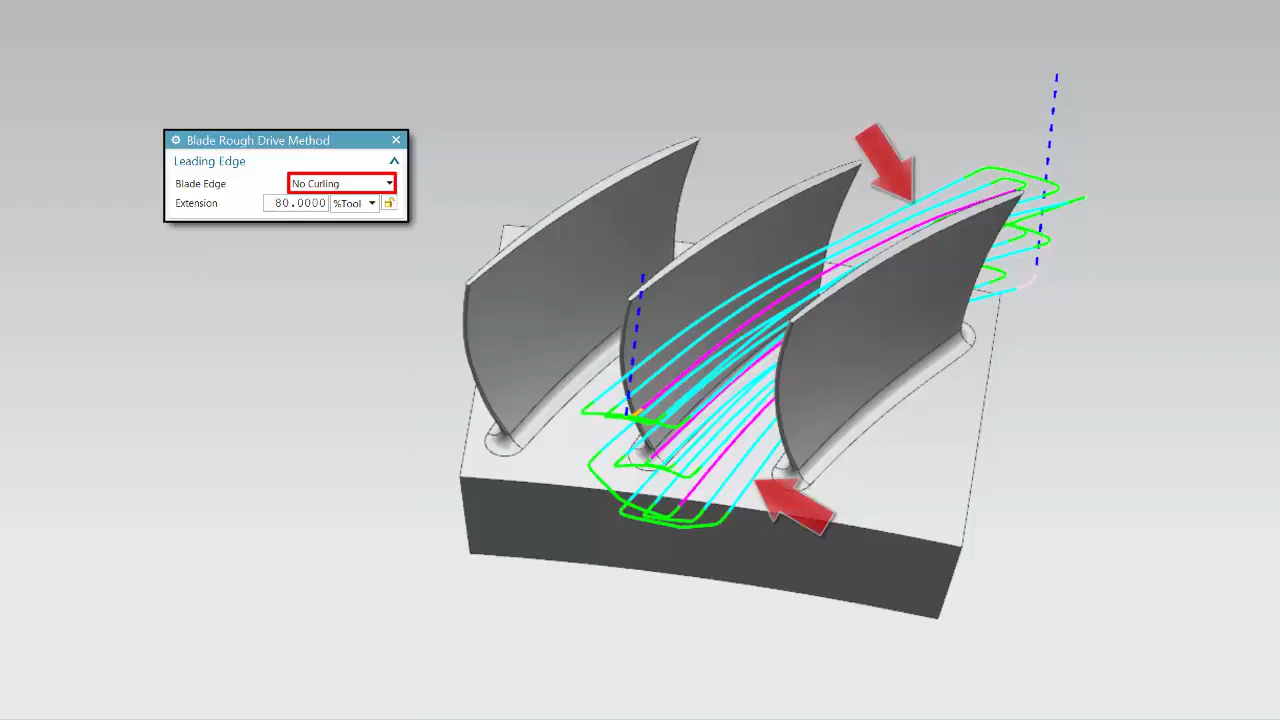 Blade Rough Drive Method
Leading Edge
Blade Edge No Curling
Extension 80.0000 %Tool